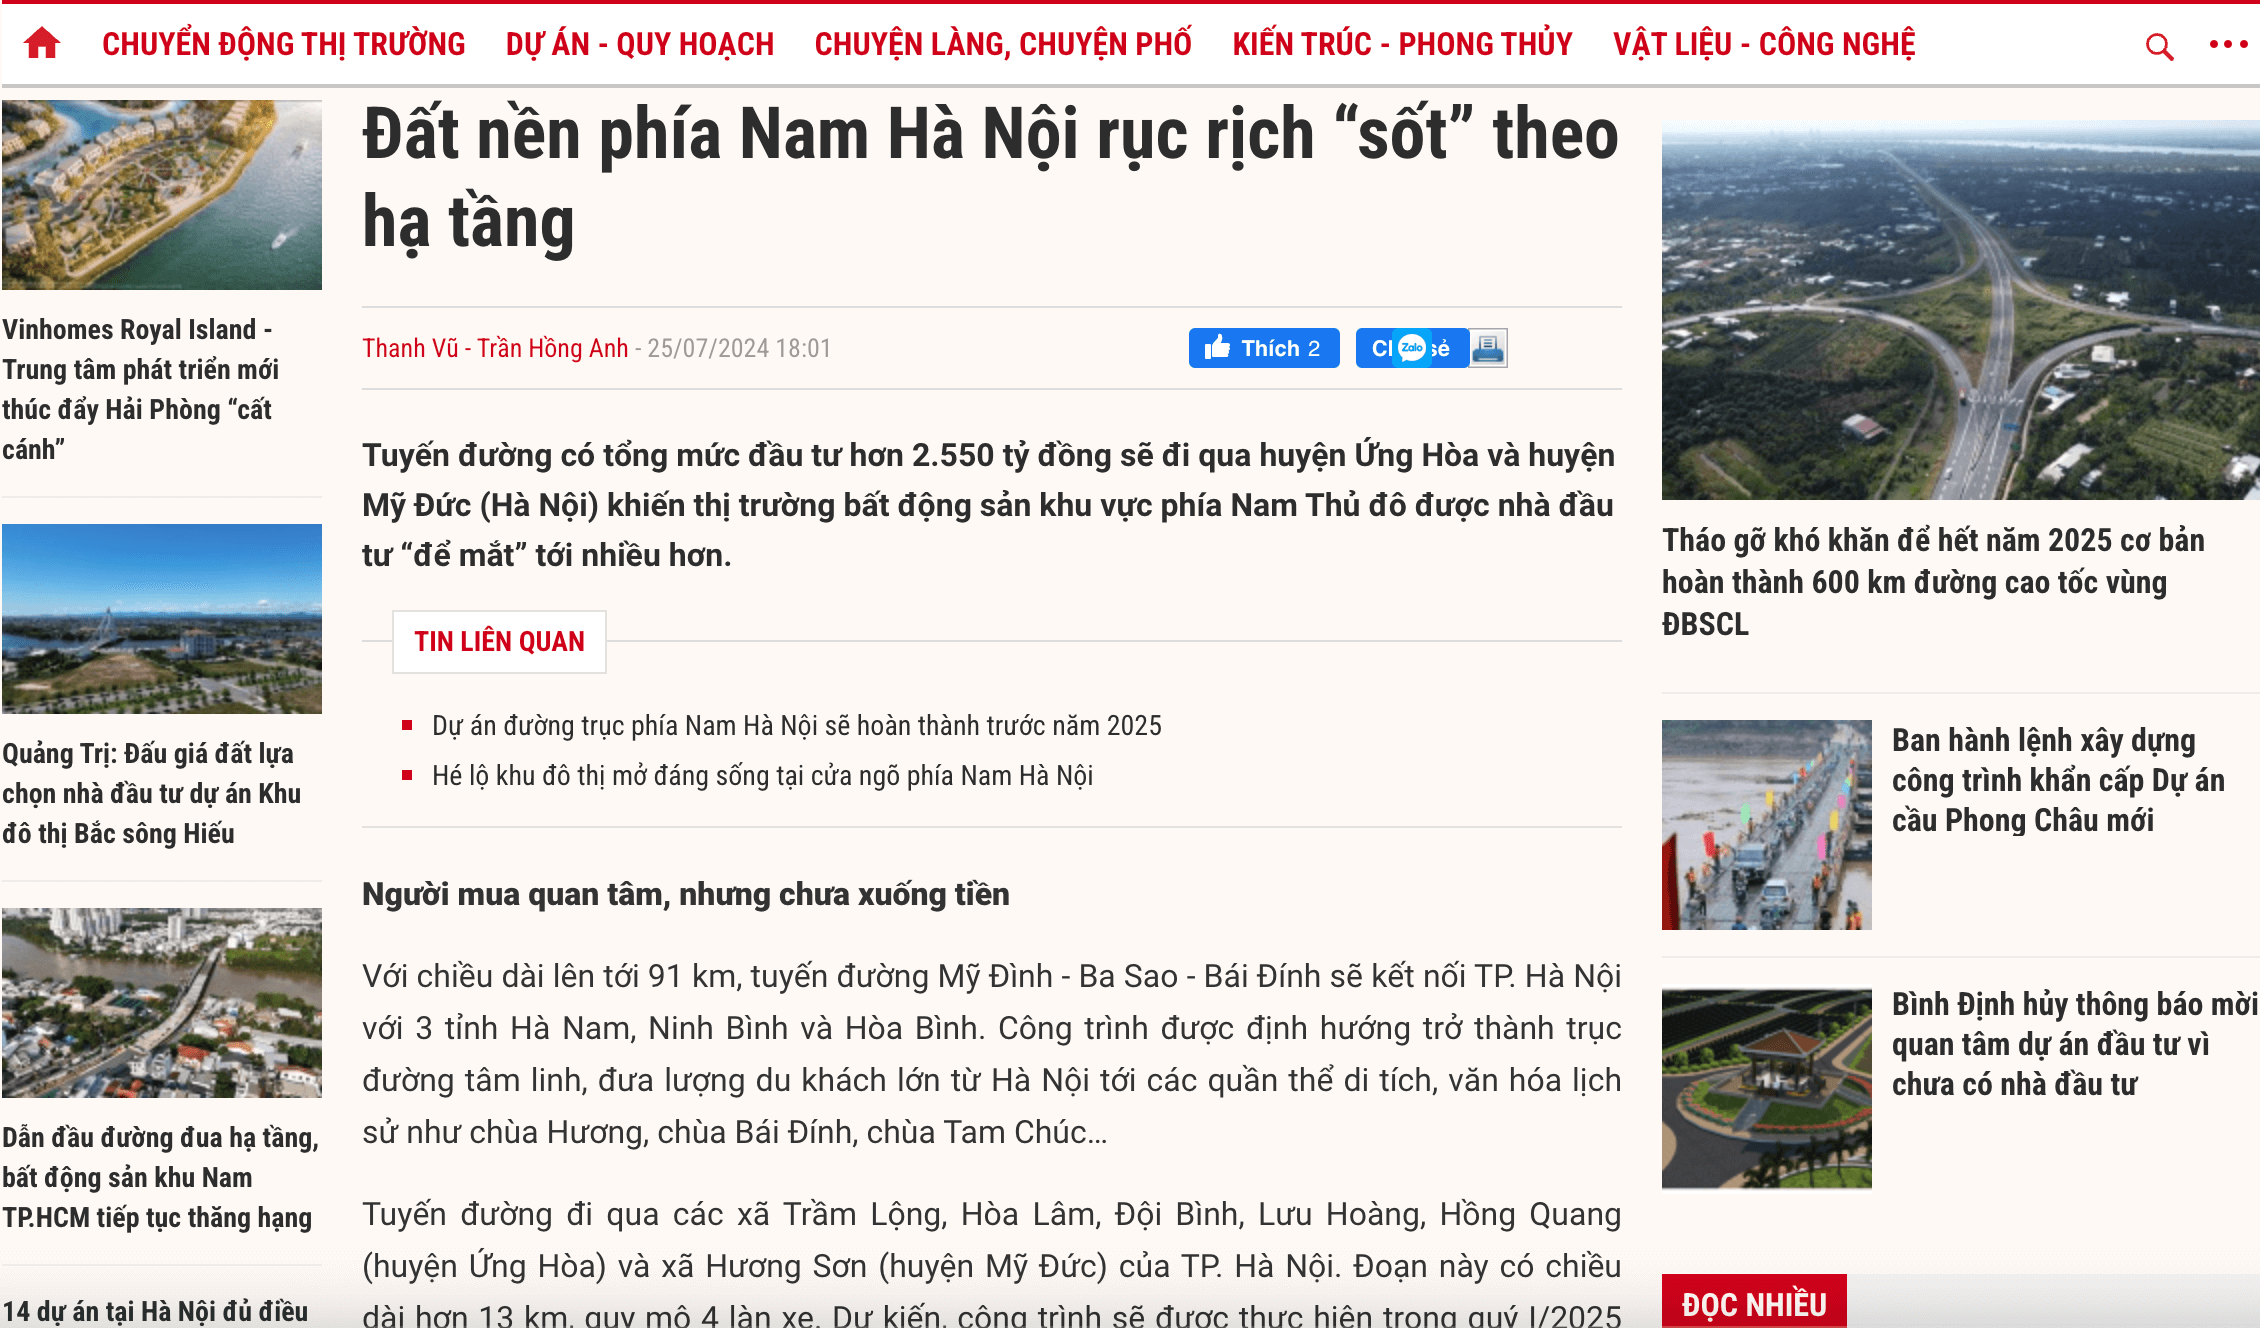 CHUYỂN ĐỘNG THỊ TRƯỜNG DỰ ÁN - QUY HOẠCH CHUYỆN LÀNG, CHUYỆN PHỐ KIẾN TRÚC - PHONG THỦY VẬT LIỆU - CÔNG NGHỆ
Vinhomes Royal Island -
Trung tâm phát triển mới
thúc đẩy Hải Phòng “cất
cánh”
Quảng Trị: Đấu giá đất lựa
chọn nhà đầu tư dự án Khu
đô thị Bắc sông Hiếu
Dẫn đầu đường đua hạ tầng,
bất động sản khu Nam
TP.HCM tiếp tục thăng hạng
14 dự án tại Hà Nội đủ điều
Đất nền phía Nam Hà Nội rục rịch “sốt” theo
hạ tầng
Thanh Vũ - Trần Hồng Anh - 25/07/2024 18:01
Thích 2
Zalo
Tuyến đường có tổng mức đầu tư hơn 2.550 tỷ đồng sẽ đi qua huyện Ứng Hòa và huyện
Mỹ Đức (Hà Nội) khiến thị trường bất động sản khu vực phía Nam Thủ đô được nhà đầu
tư “để mắt” tới nhiều hơn.
TIN LIÊN QUAN
Dự án đường trục phía Nam Hà Nội sẽ hoàn thành trước năm 2025
Hé lộ khu đô thị mở đáng sống tại cửa ngõ phía Nam Hà Nội
Người mua quan tâm, nhưng chưa xuống tiền
Với chiều dài lên tới 91 km, tuyến đường Mỹ Đình - Ba Sao - Bái Đính sẽ kết nối TP. Hà Nội
với 3 tỉnh Hà Nam, Ninh Bình và Hòa Bình. Công trình được định hướng trở thành trục
đường tâm linh, đưa lượng du khách lớn từ Hà Nội tới các quần thể di tích, văn hóa lịch
sử như chùa Hương, chùa Bái Đính, chùa Tam Chúc...
Tuyến đường đi qua các xã Trầm Lộng, Hòa Lâm, Đội Bình, Lưu Hoàng, Hồng Quang
(huyện Ứng Hòa) và xã Hương Sơn (huyện Mỹ Đức) của TP. Hà Nội. Đoạn này có chiều
dài hơn 13 km, quy mô 4 làn xe. Dự kiến, công trình sẽ được thực hiện trong quý I/2025
Tháo gỡ khó khăn để hết năm 2025 cơ bản
hoàn thành 600 km đường cao tốc vùng
ĐBSCL
Ban hành lệnh xây dựng
công trình khẩn cấp Dự án
cầu Phong Châu mới
Bình Định hủy thông báo mời
quan tâm dự án đầu tư vì
chưa có nhà đầu tư
ĐỌC NHIỀU